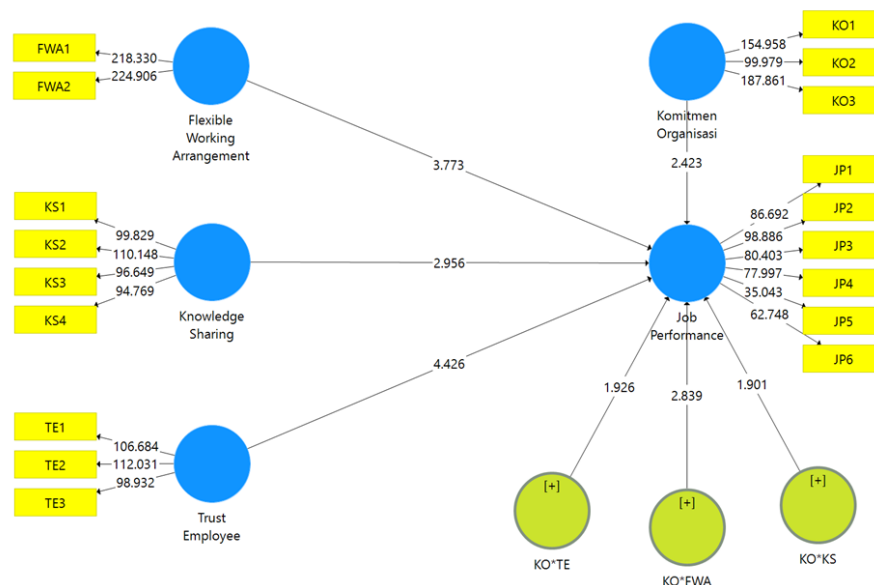 FWA1
218.330
FWA2
224.906
Flexible
Working
Arrangement
154.958
KO1
99.979
KO2
187.861
KO3
Komitmen
Organisasi
3.773
2.423
KS1
99.829
KS2
110.148
KS3
96.649
KS4
94.769
Knowledge
Sharing
2.956
JP1
86.692
JP2
98.886
JP3
80.403
JP4
77.997
JP5
35.043
JP6
62.748
Job
Performance
4.426
TE1
106.684
TE2
112.031
TE3
98.932
Trust
Employee
1.926
2.839
1.901
[+]
KO*TE
[+]
KO*FWA
[+]
KO*KS